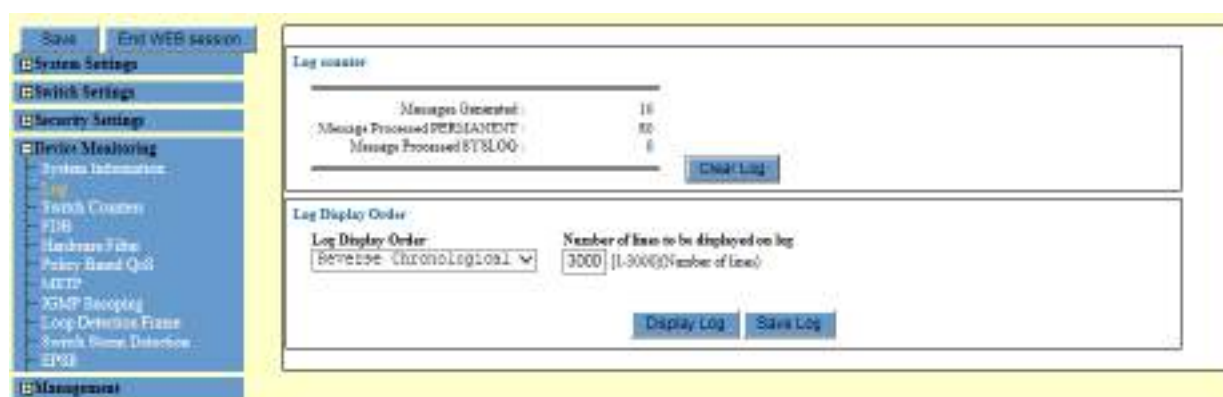 Save End WEB session
System Settings
Switch Settings
Security Settings
Device Monitoring
System Information
Log
Switch Counters
FDB
Hardware Filter
Policy Based QoS
IGMP Snooping
Loop Detection Frame
Switch Storm Detection
EPSR
Management
Log counter
Messages Generated :
Message Processed PERMANENT :
Message Processed SYSLOG : 0
Clear Log
Log Display Order
Log Display Order Number of lines to be displayed on log
Reverse Chronological 3000 [1-3000](Number of lines)
Display Log Save Log